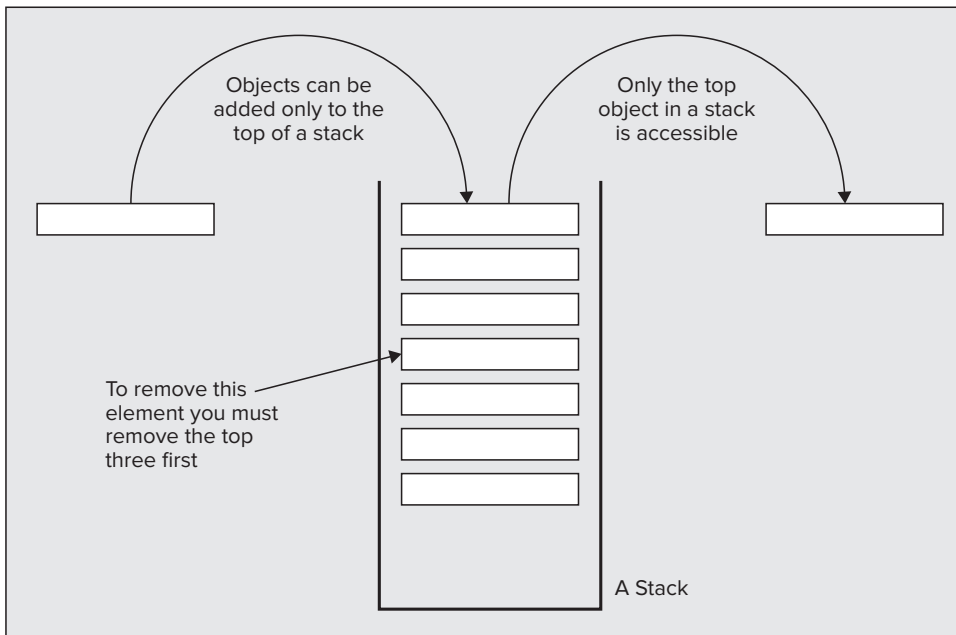 Objects can be
added only to the
top of a stack
Only the top
object in a stack
is accessible
To remove this
element you must
remove the top
three first
A Stack